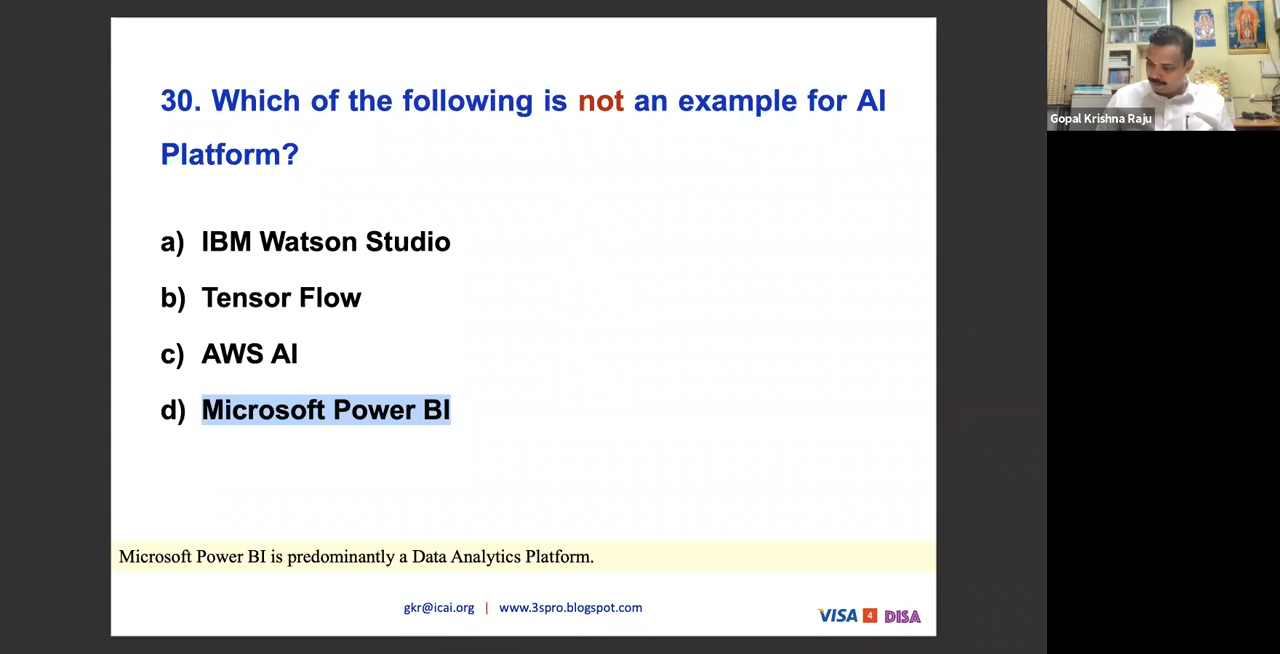 30. Which of the following is not an example for AI
Platform?
a) IBM Watson Studio
b) Tensor Flow
c) AWS AI
d) Microsoft Power BI
Microsoft Power BI is predominantly a Data Analytics Platform.
gkr@icai.org | www.3spro.blogspot.com
VISA 4 DISA
Gopal Krishna Raju